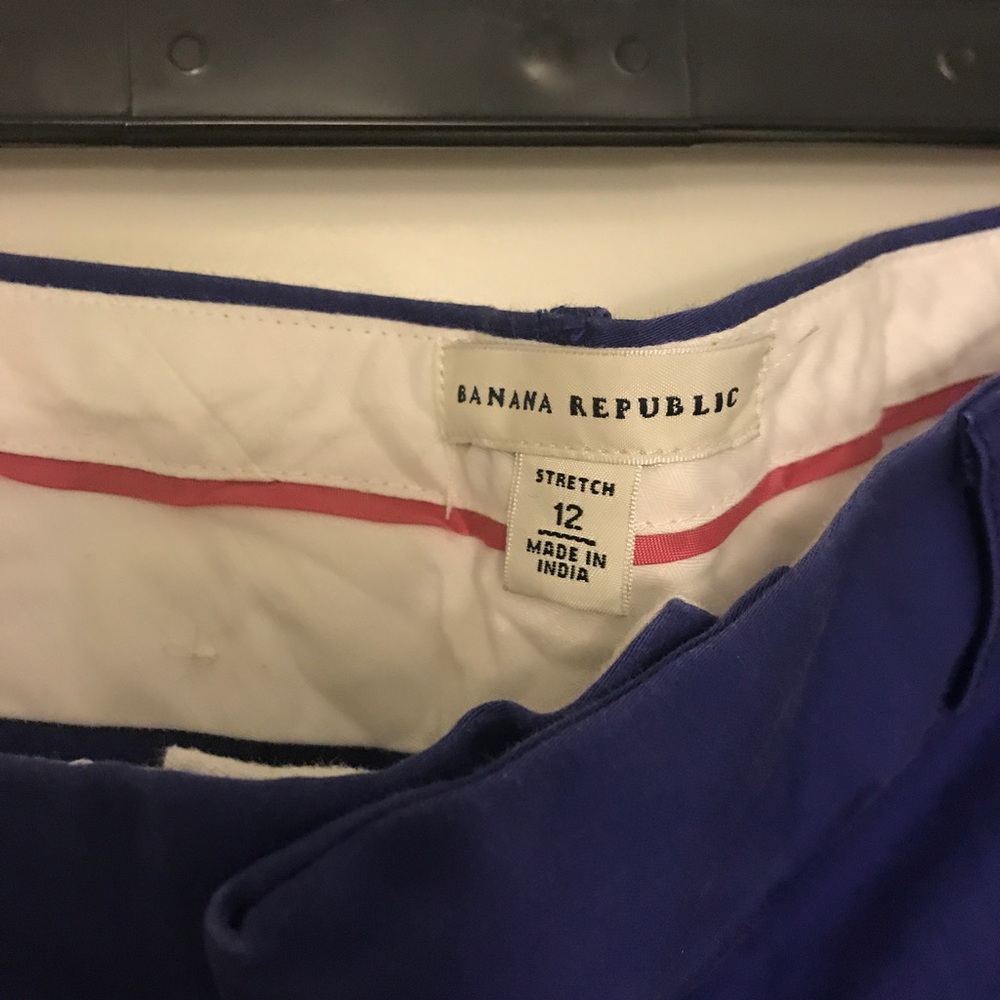 BANANA REPUBLIC
STRETCH
12
MADE IN
INDIA